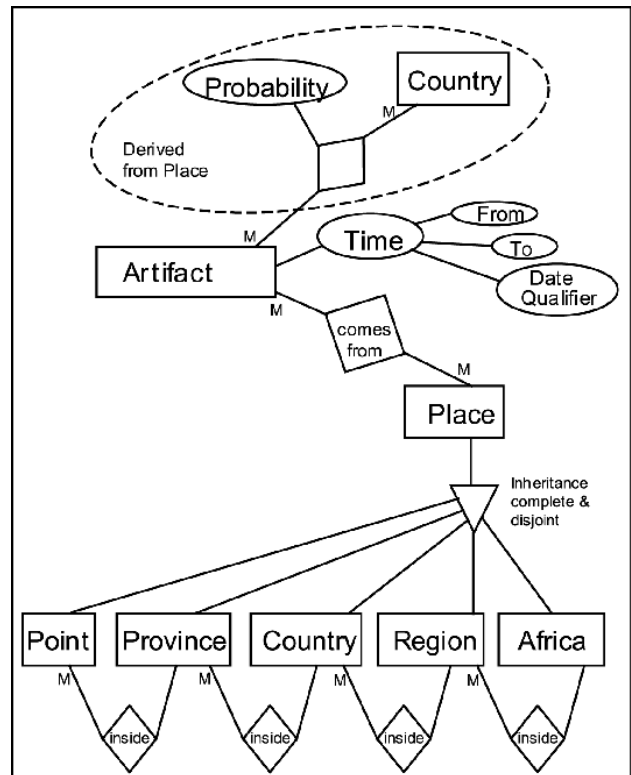 Probability
Country
M
Derived
from Place
M
Time
From
To
Date
Qualifier
Artifact
M
comes
from
M
Place
Inheritance
complete &
disjoint
Point
Province
Country
Region
Africa
M
M
M
M
inside
inside
inside
inside